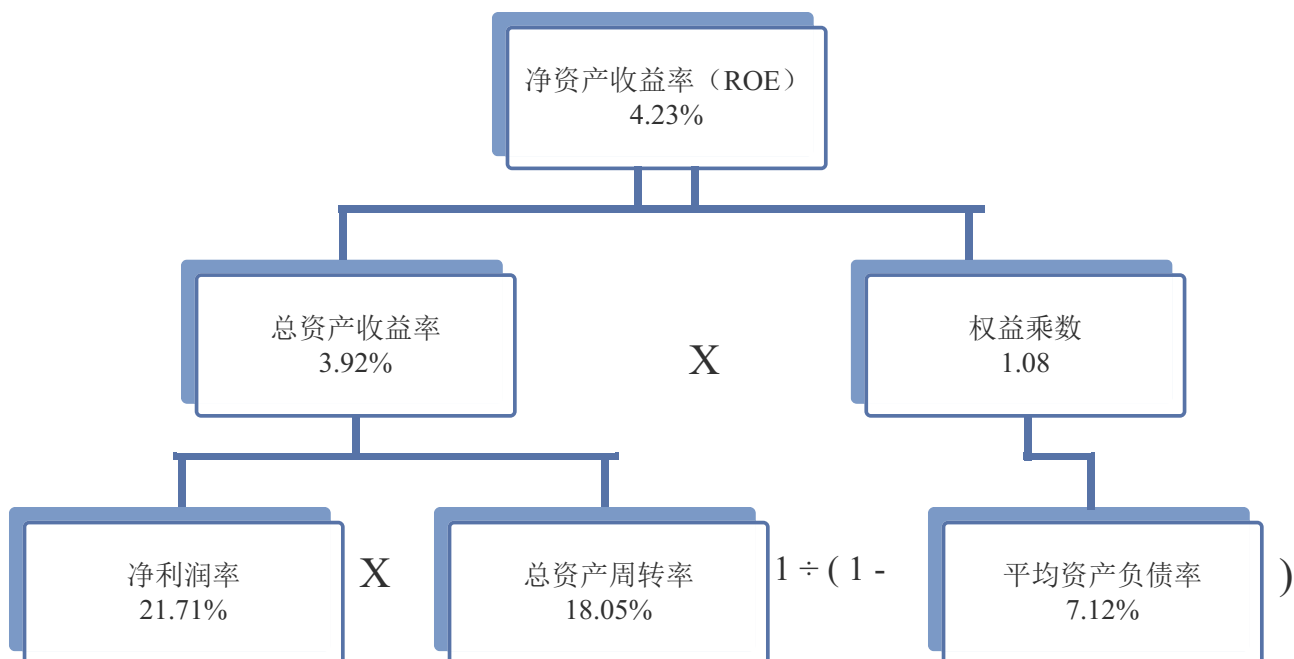 净资产收益率（ROE）
4.23%
总资产收益率
3.92%
X
权益乘数
1.08
净利润率
21.71%
X
总资产周转率
18.05%
1 ÷ ( 1 -
平均资产负债率
7.12%
)